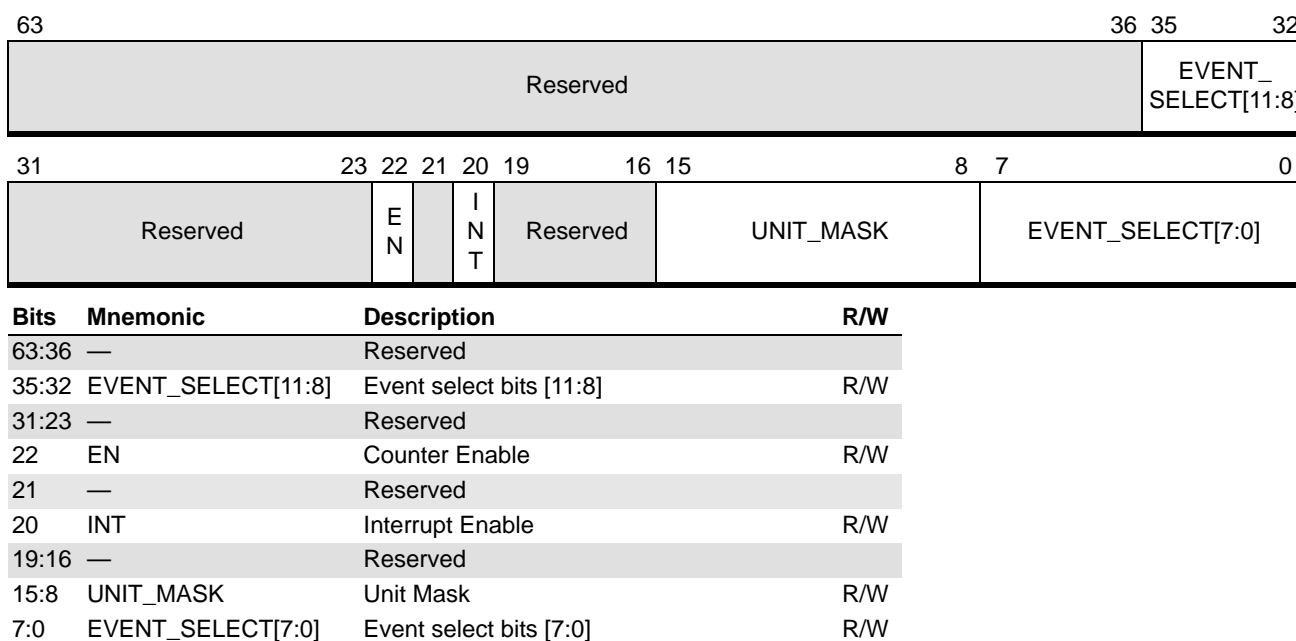 63 36 35 32
Reserved
EVENT_
SELECT[11:8]
31 23 22 21 20 19 16 15 8 7 0
Reserved
E
N
I
N
T
Reserved
UNIT_MASK
EVENT_SELECT[7:0]
Bits Mnemonic Description R/W
63:36 — Reserved
35:32 EVENT_SELECT[11:8] Event select bits [11:8] R/W
31:23 — Reserved
22 EN Counter Enable R/W
21 — Reserved
20 INT Interrupt Enable R/W
19:16 — Reserved
15:8 UNIT_MASK Unit Mask R/W
7:0 EVENT_SELECT[7:0] Event select bits [7:0] R/W